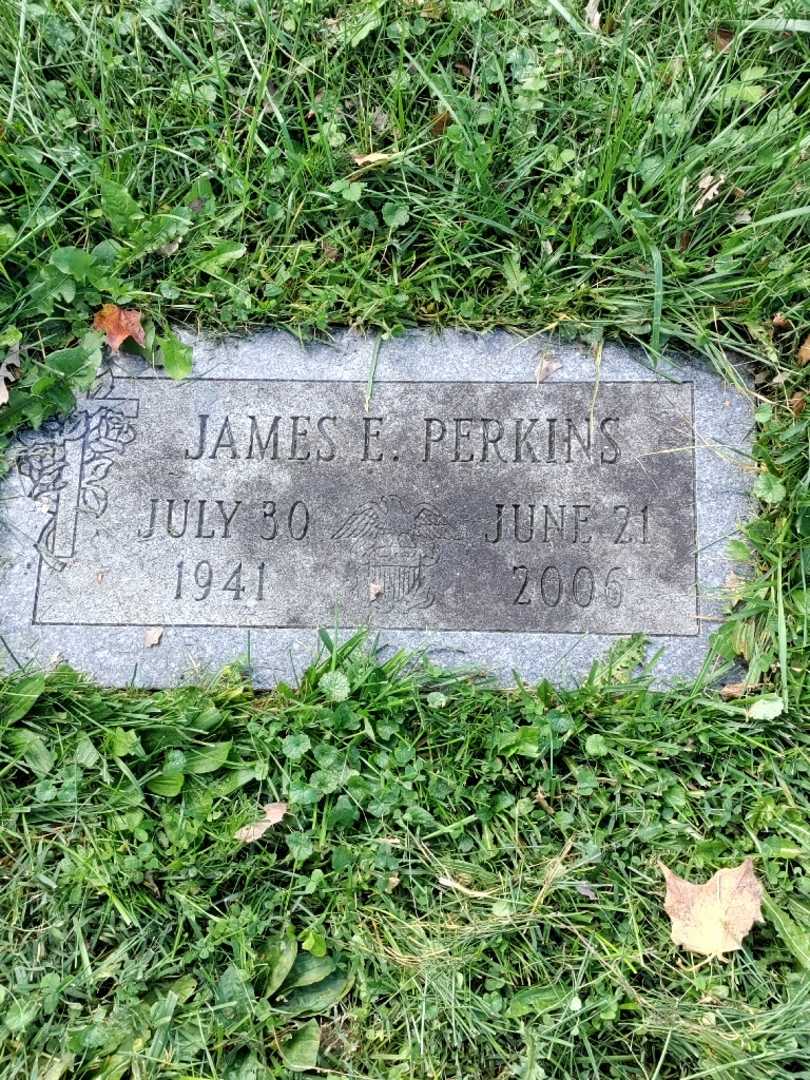 JAMES E. PERKINS
JULY 30 JUNE 21
1941 2006